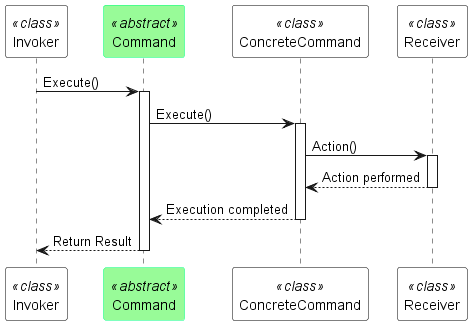 «class»
Invoker
«abstract»
Command
«class»
ConcreteCommand
«class»
Receiver
Execute()
Execute()
Action()
Action performed
Execution completed
Return Result
«class»
Invoker
«abstract»
Command
«class»
ConcreteCommand
«class»
Receiver